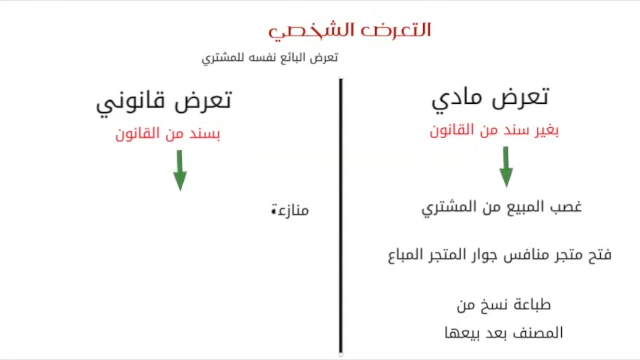 التعرض الشخصي
تعرض البائع نفسه للمشتري
تعرض مادي
بغير سند من القانون
غصب المبيع من المشتري
فتح متجر منافس جوار المتجر المباع
طباعة نسخ من
المصنف بعد بيعها
تعرض قانوني
بسند من القانون
منازعة